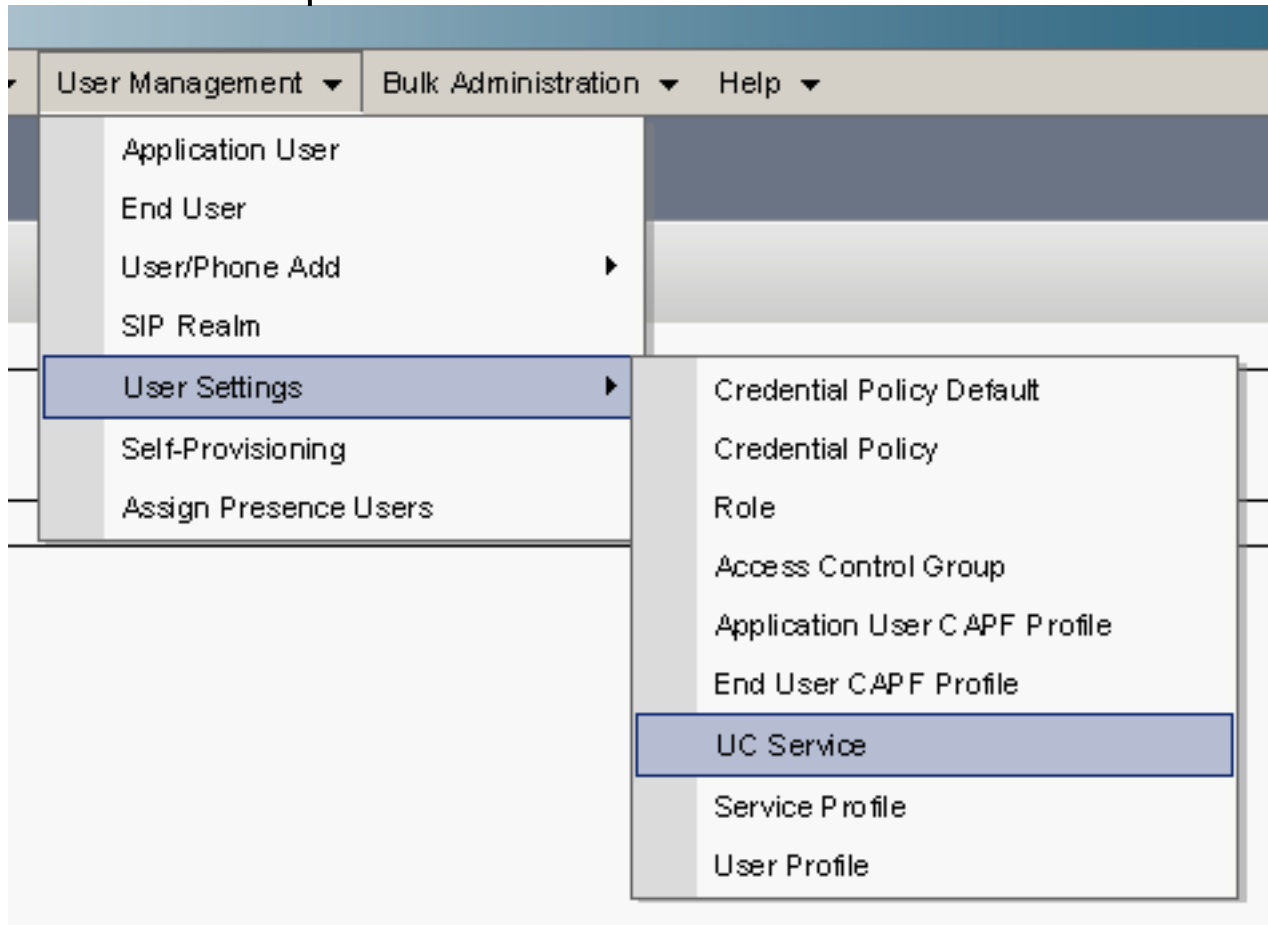 User Management Bulk Administration Help
Application User
End User
User/Phone Add
SIP Realm
User Settings
Self-Provisioning
Assign Presence Users
Credential Policy Default
Credential Policy
Role
Access Control Group
Application User CAPF Profile
End User CAPF Profile
UC Service
Service Profile
User Profile